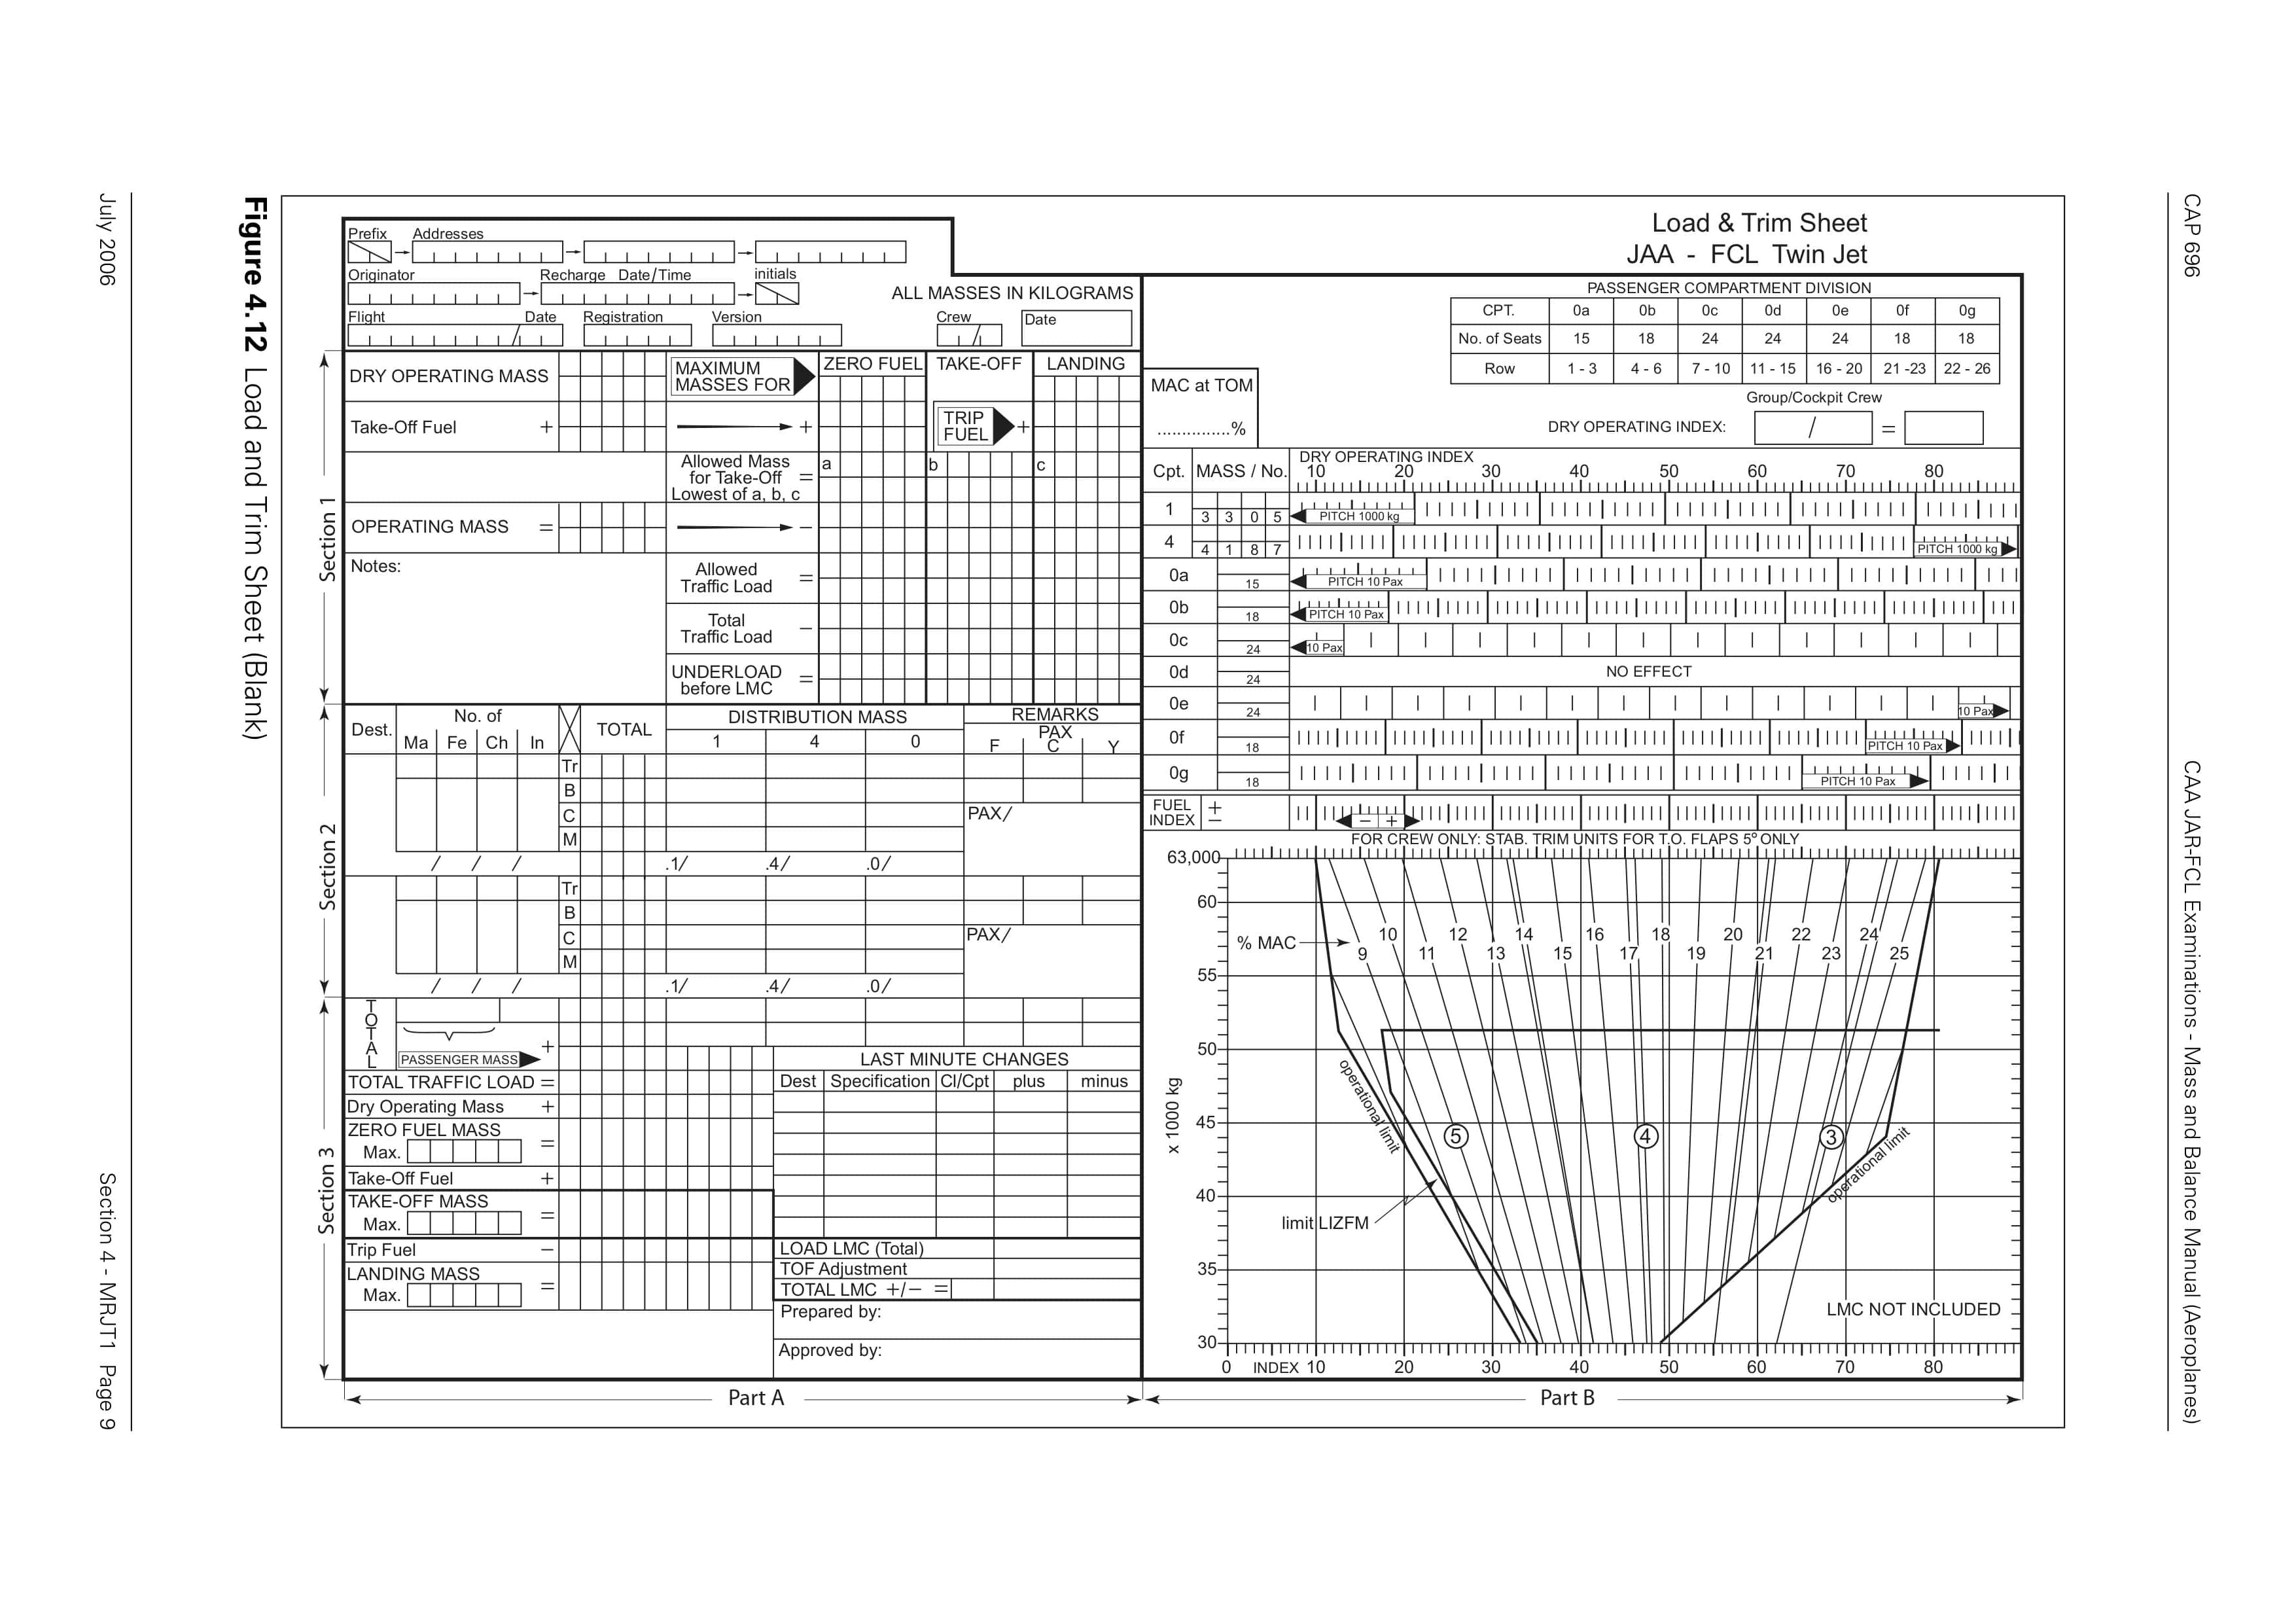 CAP 696
CAA JAR-FCL Examinations - Mass and Balance Manual (Aeroplanes)
Load & Trim Sheet
JAA - FCL Twin Jet
Prefix Addresses
Originator Recharge Date/Time initials
ALL MASSES IN KILOGRAMS
Flight / Date Registration Version Crew / Date
Section 1
DRY OPERATING MASS MAXIMUM MASSES FOR ZERO FUEL TAKE-OFF LANDING
Take-Off Fuel + + TRIP FUEL +
Allowed Mass for Take-Off Lowest of a, b, c = a b c
OPERATING MASS = −
Notes:
Allowed Traffic Load =
Total Traffic Load −
UNDERLOAD before LMC =
Section 2
Dest. No. of TOTAL DISTRIBUTION MASS REMARKS
PAX
Ma Fe Ch In 1 4 0 F C Y
Tr
B
C PAX/
M
/ / / .1/ .4/ .0/
Tr
B
C PAX/
M
/ / / .1/ .4/ .0/
Section 3
TOTAL
PASSENGER MASS +
LAST MINUTE CHANGES
TOTAL TRAFFIC LOAD = Dest Specification Cl/Cpt plus minus
Dry Operating Mass +
ZERO FUEL MASS
Max. =
Take-Off Fuel +
TAKE-OFF MASS
Max. =
Trip Fuel − LOAD LMC (Total)
LANDING MASS TOF Adjustment
Max. = TOTAL LMC +/− =
Prepared by:
Approved by:
Part A
PASSENGER COMPARTMENT DIVISION
CPT. 0a 0b 0c 0d 0e 0f 0g
No. of Seats 15 18 24 24 24 18 18
Row 1 - 3 4 - 6 7 - 10 11 - 15 16 - 20 21 -23 22 - 26
MAC at TOM
...............%
Group/Cockpit Crew
DRY OPERATING INDEX: / =
Cpt. MASS / No. DRY OPERATING INDEX
10 20 30 40 50 60 70 80
1 3 3 0 5 PITCH 1000 kg
4 4 1 8 7 PITCH 1000 kg
0a 15 PITCH 10 Pax
0b 18 PITCH 10 Pax
0c 24 10 Pax
0d 24 NO EFFECT
0e 24 10 Pax
0f 18 PITCH 10 Pax
0g 18 PITCH 10 Pax
FUEL INDEX + − − +
FOR CREW ONLY: STAB. TRIM UNITS FOR T.O. FLAPS 5º ONLY
63,000
60
% MAC 9 10 11 12 13 14 15 16 17 18 19 20 21 22 23 24 25
55
50
operational limit
x 1000 kg
45
5 4 3
operational limit
40
limit LIZFM
35
LMC NOT INCLUDED
30
0 INDEX 10 20 30 40 50 60 70 80
Part B
Figure 4.12 Load and Trim Sheet (Blank)
July 2006
Section 4 - MRJT1 Page 9